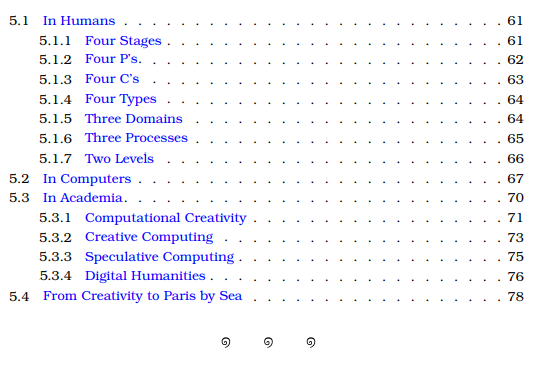 5.1 In Humans . . . . . . . . . . . . . . . . . . . . . . . . . . . 61
5.1.1 Four Stages . . . . . . . . . . . . . . . . . . . . . . . . 61
5.1.2 Four P's. . . . . . . . . . . . . . . . . . . . . . . . . . 62
5.1.3 Four C's . . . . . . . . . . . . . . . . . . . . . . . . . 63
5.1.4 Four Types . . . . . . . . . . . . . . . . . . . . . . . . 64
5.1.5 Three Domains . . . . . . . . . . . . . . . . . . . . . . 64
5.1.6 Three Processes . . . . . . . . . . . . . . . . . . . . . . 65
5.1.7 Two Levels . . . . . . . . . . . . . . . . . . . . . . . . 66
5.2 In Computers . . . . . . . . . . . . . . . . . . . . . . . . . . 67
5.3 In Academia. . . . . . . . . . . . . . . . . . . . . . . . . . . 70
5.3.1 Computational Creativity . . . . . . . . . . . . . . . . . . 71
5.3.2 Creative Computing . . . . . . . . . . . . . . . . . . . . 73
5.3.3 Speculative Computing . . . . . . . . . . . . . . . . . . . 75
5.3.4 Digital Humanities . . . . . . . . . . . . . . . . . . . . . 76
5.4 From Creativity to Paris by Sea . . . . . . . . . . . . . . . . . . 78